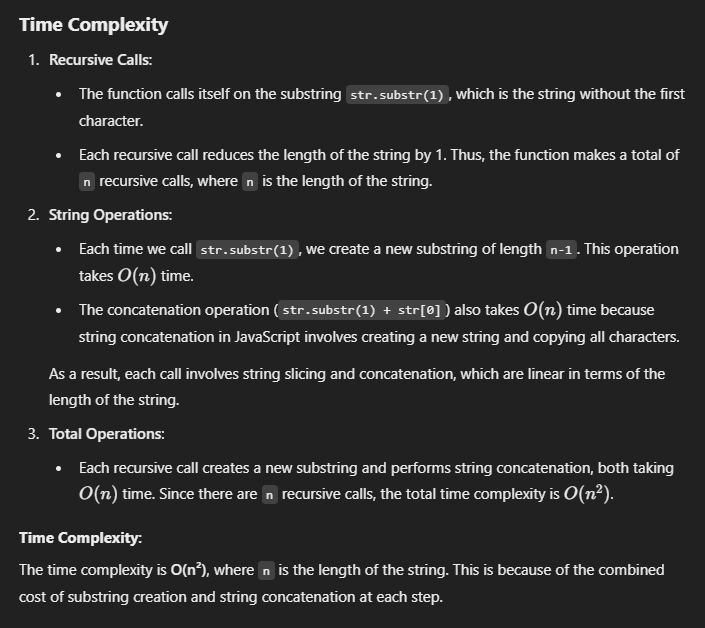 Time Complexity
1. Recursive Calls:
• The function calls itself on the substring str.substr(1), which is the string without the first
character.
• Each recursive call reduces the length of the string by 1. Thus, the function makes a total of
n recursive calls, where n is the length of the string.
2. String Operations:
• Each time we call str.substr(1), we create a new substring of length n-1. This operation
takes O(n) time.
• The concatenation operation (str.substr(1) + str[0]) also takes O(n) time because
string concatenation in JavaScript involves creating a new string and copying all characters.
As a result, each call involves string slicing and concatenation, which are linear in terms of the
length of the string.
3. Total Operations:
• Each recursive call creates a new substring and performs string concatenation, both taking
O(n) time. Since there are n recursive calls, the total time complexity is O(n²).
Time Complexity:
The time complexity is O(n²), where n is the length of the string. This is because of the combined
cost of substring creation and string concatenation at each step.